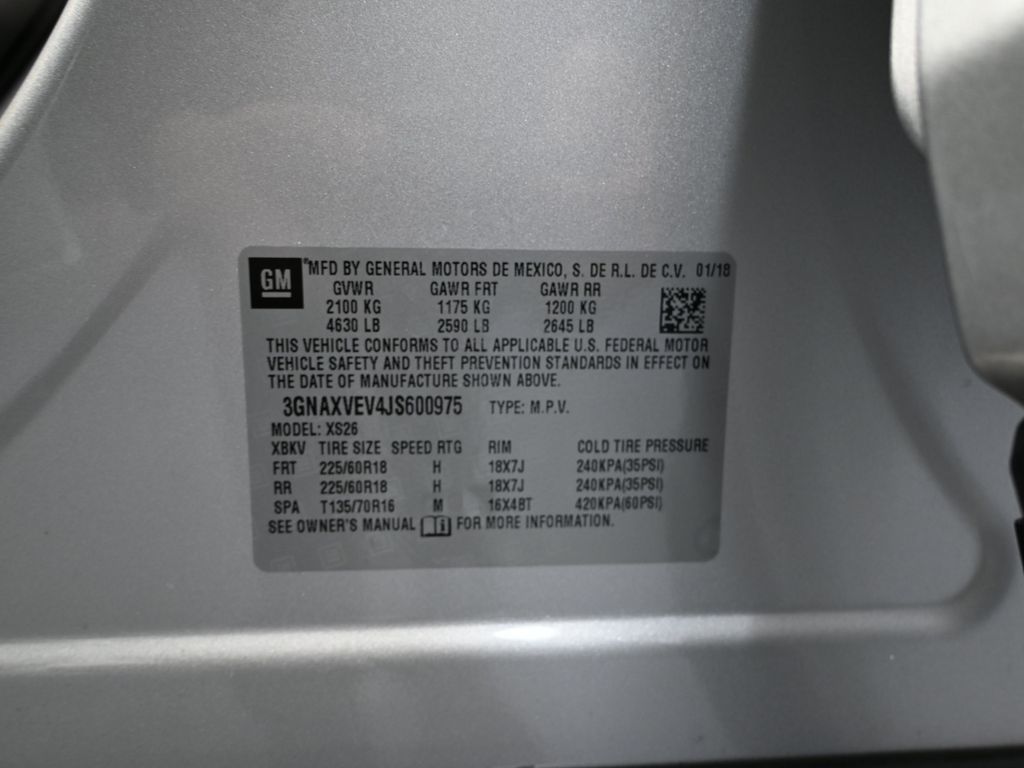 GM
®MFD BY GENERAL MOTORS DE MEXICO, S. DE R.L. DE C.V. 01/18
GVWR GAWR FRT GAWR RR
2100 KG 1175 KG 1200 KG
4630 LB 2590 LB 2645 LB
THIS VEHICLE CONFORMS TO ALL APPLICABLE U.S. FEDERAL MOTOR
VEHICLE SAFETY AND THEFT PREVENTION STANDARDS IN EFFECT ON
THE DATE OF MANUFACTURE SHOWN ABOVE.
3GNAXVEV4JS600975 TYPE: M.P.V.
MODEL: XS26
XBKV TIRE SIZE SPEED RTG RIM COLD TIRE PRESSURE
FRT 225/60R18 H 18X7J 240KPA(35PSI)
RR 225/60R18 H 18X7J 240KPA(35PSI)
SPA T135/70R16 M 16X4BT 420KPA(60PSI)
SEE OWNER'S MANUAL i FOR MORE INFORMATION.